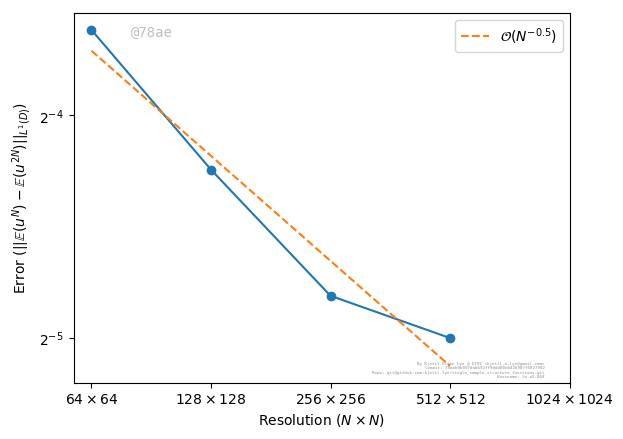 @78ae
𝒪(N^{-0.5})
2^{-4}
Error (||𝔼(u^N) − 𝔼(u^{2N})||_{L^1(D)})
2^{-5}
64 × 64 128 × 128 256 × 256 512 × 512 1024 × 1024
Resolution (N × N)